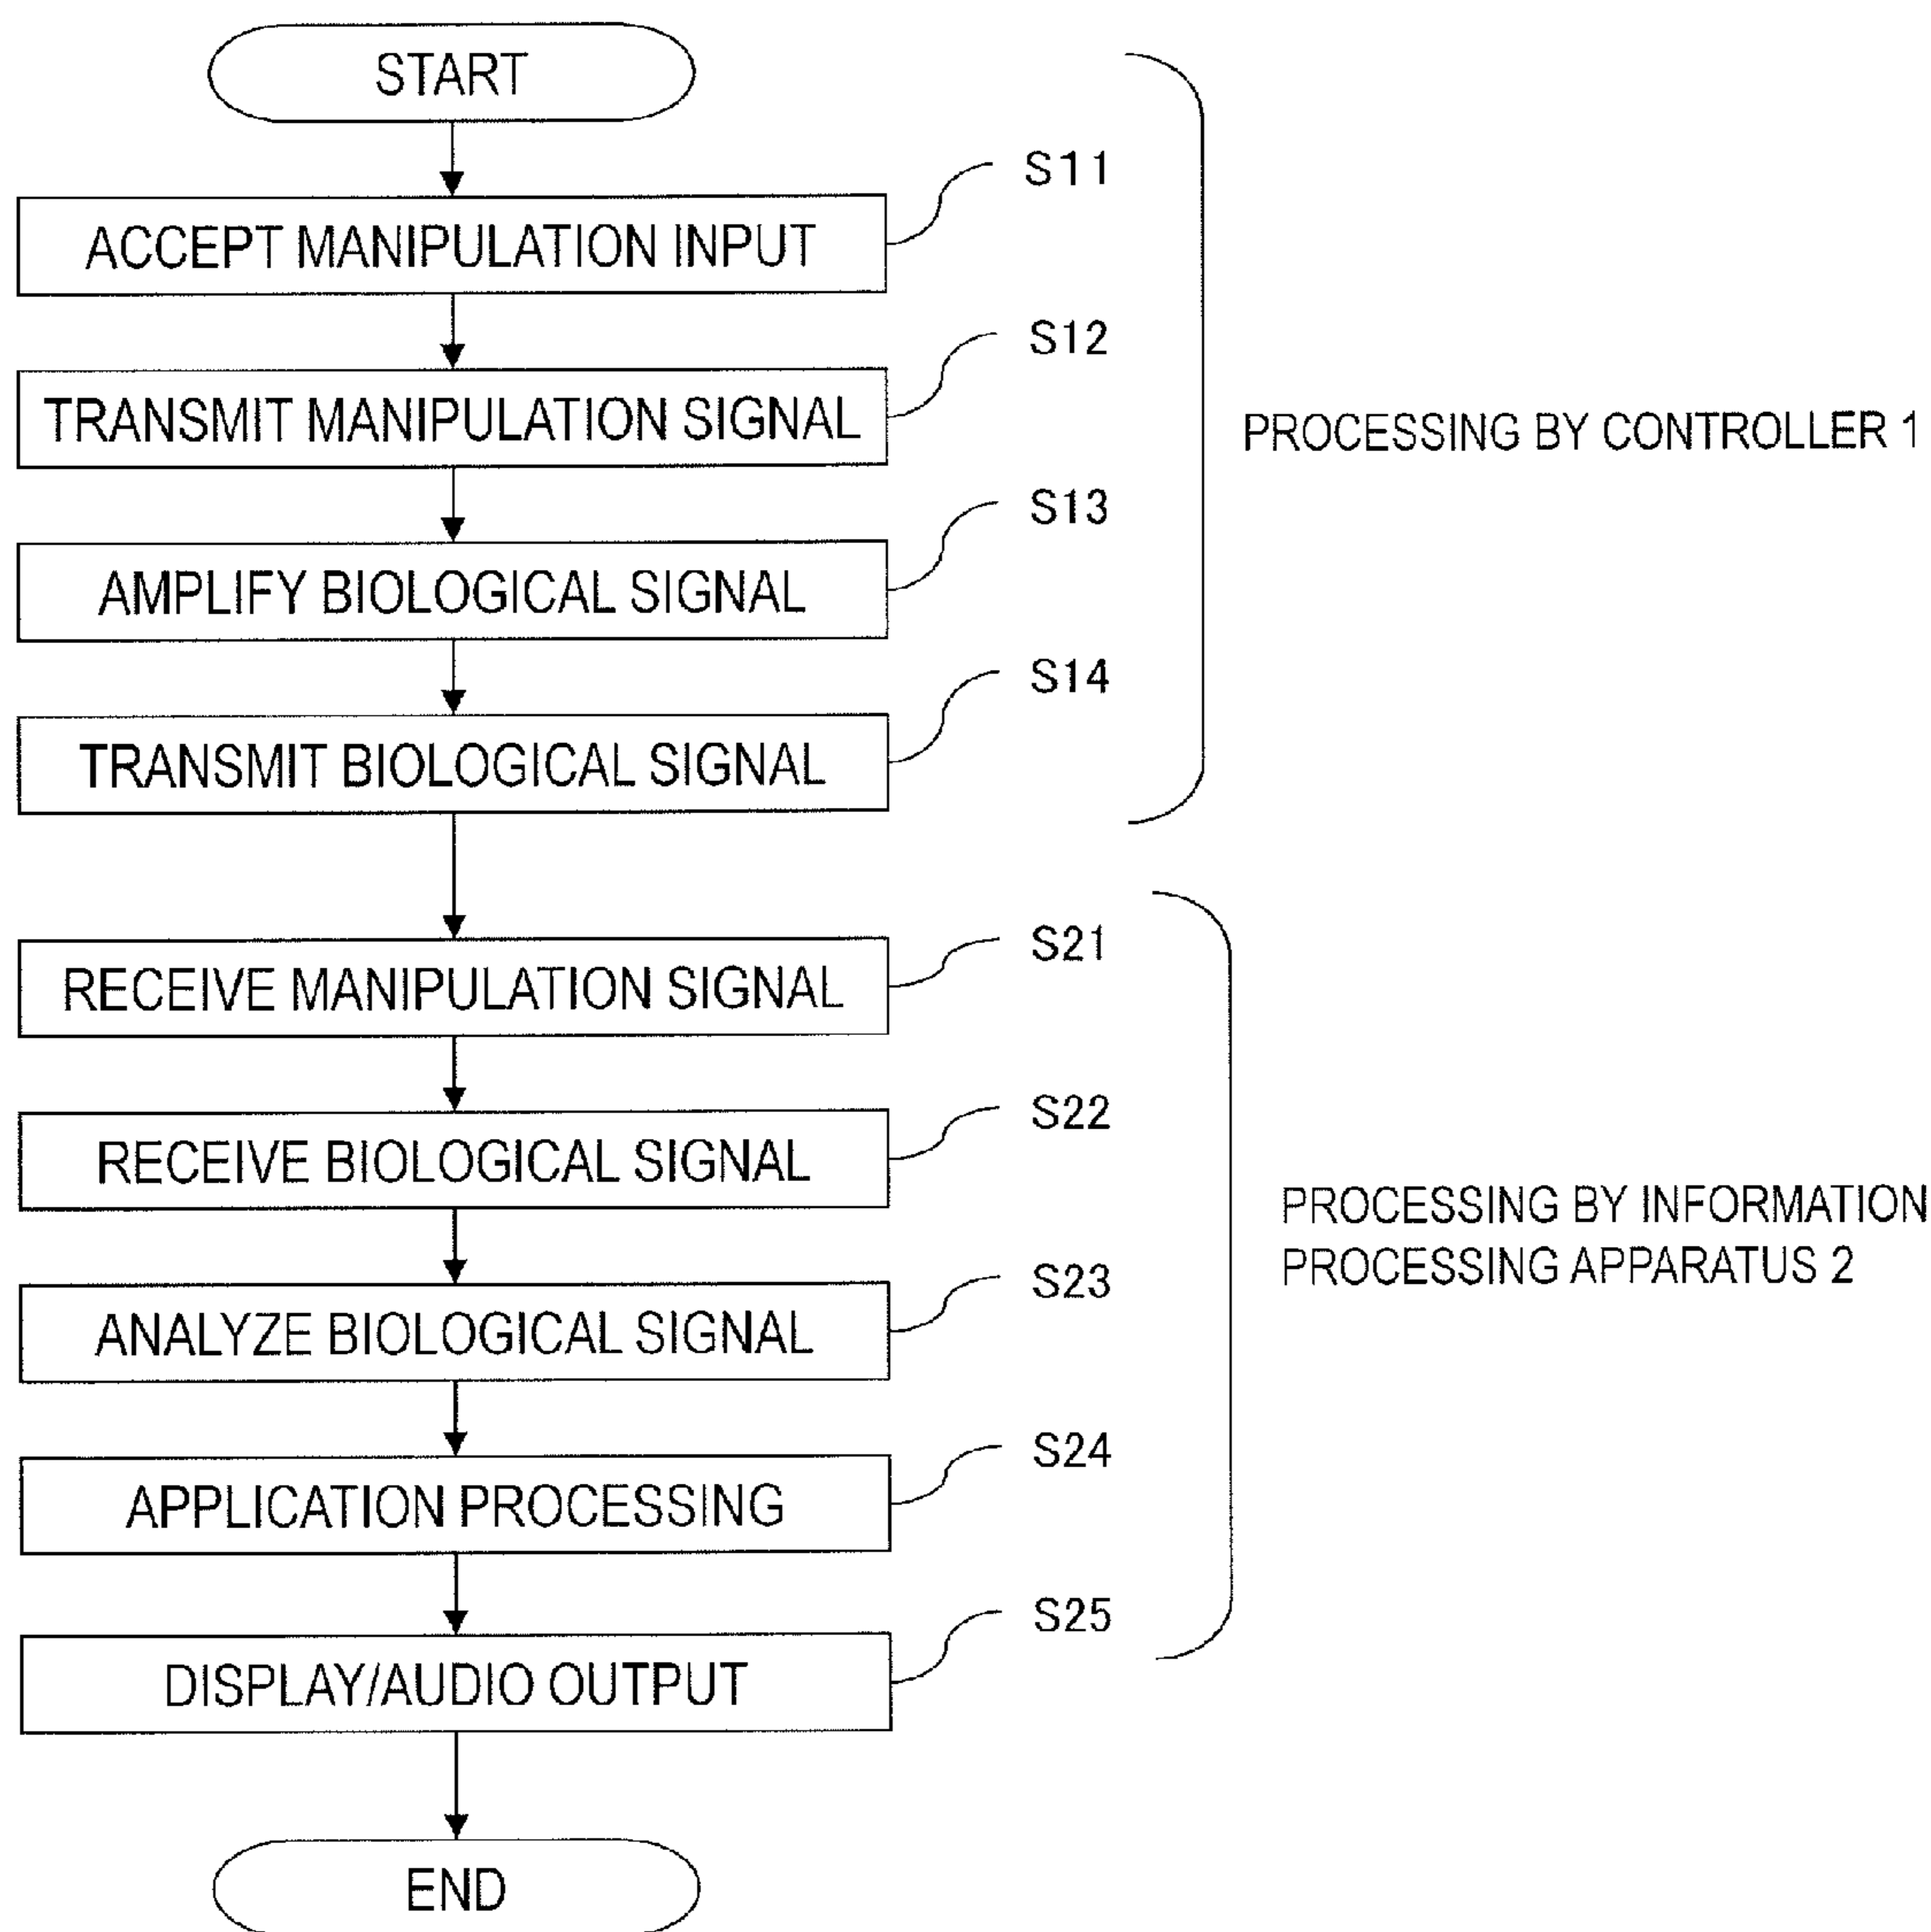 START
S11
ACCEPT MANIPULATION INPUT
S12
TRANSMIT MANIPULATION SIGNAL
PROCESSING BY CONTROLLER 1
S13
AMPLIFY BIOLOGICAL SIGNAL
S14
TRANSMIT BIOLOGICAL SIGNAL
S21
RECEIVE MANIPULATION SIGNAL
S22
RECEIVE BIOLOGICAL SIGNAL
PROCESSING BY INFORMATION
PROCESSING APPARATUS 2
S23
ANALYZE BIOLOGICAL SIGNAL
S24
APPLICATION PROCESSING
S25
DISPLAY/AUDIO OUTPUT
END